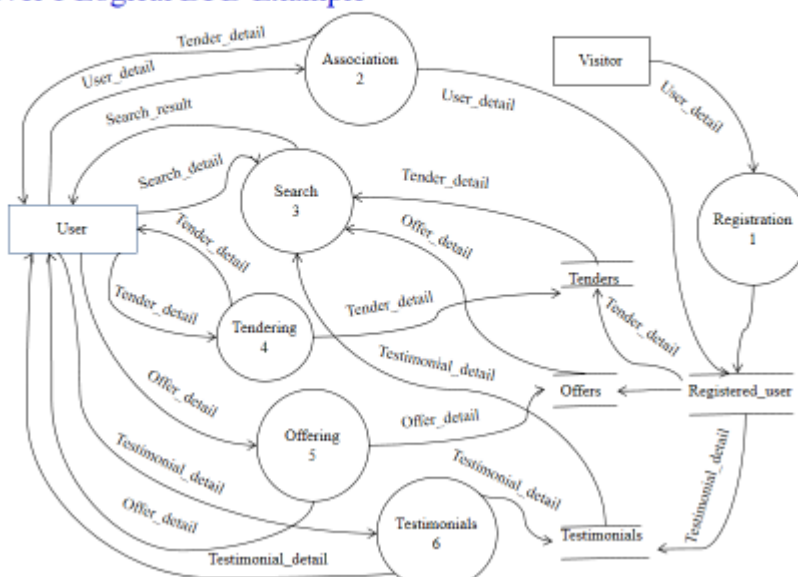 Tender_detail
Association
2
Visitor
User_detail
User_detail
Search_result
User_detail
Search_detail
Search
3
Tender_detail
Registration
1
User
Tender_detail
Offer_detail
Tenders
Tender_detail
Tendering
4
Tender_detail
Tender_detail
Testimonial_detail
Offer_detail
Offers
Registered_user
Offering
5
Offer_detail
Testimonial_detail
Testimonial_detail
Testimonial_detail
Offer_detail
Testimonials
6
Testimonials
Testimonial_detail